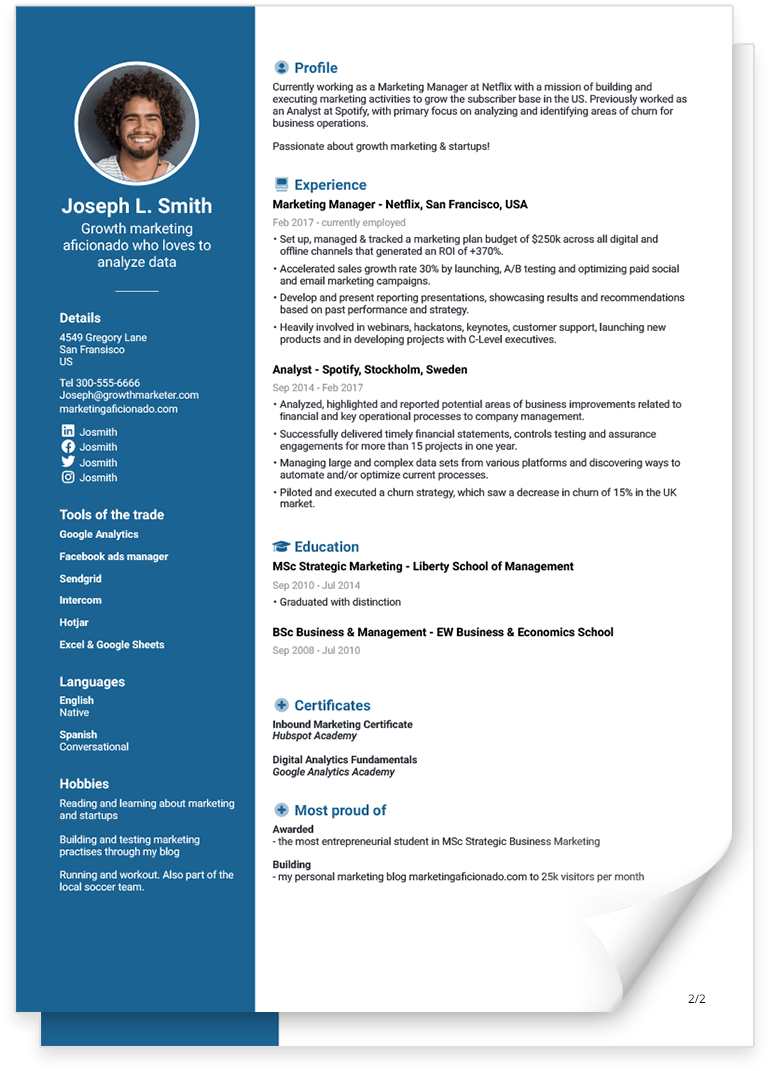 Joseph L. Smith
Growth marketing
aficionado who loves to
analyze data
Details
4549 Gregory Lane
San Fransisco
US
Tel 300-555-6666
Joseph@growthmarketer.com
marketingaficionado.com
Josmith
Josmith
Josmith
Josmith
Tools of the trade
Google Analytics
Facebook ads manager
Sendgrid
Intercom
Hotjar
Excel & Google Sheets
Languages
English
Native
Spanish
Conversational
Hobbies
Reading and learning about marketing
and startups
Building and testing marketing
practises through my blog
Running and workout. Also part of the
local soccer team.
Profile
Currently working as a Marketing Manager at Netflix with a mission of building and
executing marketing activities to grow the subscriber base in the US. Previously worked as
an Analyst at Spotify, with primary focus on analyzing and identifying areas of churn for
business operations.
Passionate about growth marketing & startups!
Experience
Marketing Manager - Netflix, San Francisco, USA
Feb 2017 - currently employed
• Set up, managed & tracked a marketing plan budget of $250k across all digital and
offline channels that generated an ROI of +370%.
• Accelerated sales growth rate 30% by launching, A/B testing and optimizing paid social
and email marketing campaigns.
• Develop and present reporting presentations, showcasing results and recommendations
based on past performance and strategy.
• Heavily involved in webinars, hackatons, keynotes, customer support, launching new
products and in developing projects with C-Level executives.
Analyst - Spotify, Stockholm, Sweden
Sep 2014 - Feb 2017
• Analyzed, highlighted and reported potential areas of business improvements related to
financial and key operational processes to company management.
• Successfully delivered timely financial statements, controls testing and assurance
engagements for more than 15 projects in one year.
• Managing large and complex data sets from various platforms and discovering ways to
automate and/or optimize current processes.
• Piloted and executed a churn strategy, which saw a decrease in churn of 15% in the UK
market.
Education
MSc Strategic Marketing - Liberty School of Management
Sep 2010 - Jul 2014
• Graduated with distinction
BSc Business & Management - EW Business & Economics School
Sep 2008 - Jul 2010
Certificates
Inbound Marketing Certificate
Hubspot Academy
Digital Analytics Fundamentals
Google Analytics Academy
Most proud of
Awarded
- the most entrepreneurial student in MSc Strategic Business Marketing
Building
- my personal marketing blog marketingaficionado.com to 25k visitors per month
2/2